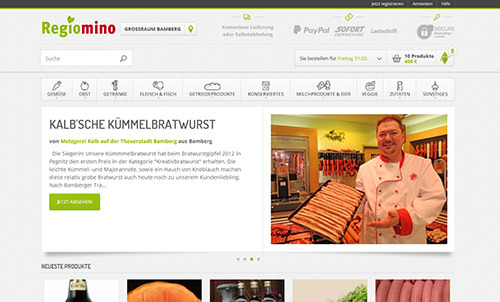 Jetzt registrieren Anmelden Hilfe
Regiomino
GROSSRAUM BAMBERG
Kostenlose Lieferung
oder Selbstabholung
PayPal
SOFORT
ÜBERWEISUNG
Lastschrift
secure
Suche
Sie bestellen für Freitag 31.03.
10 Produkte
400 €
GEMÜSE OBST GETRÄNKE FLEISCH & FISCH GETREIDEPRODUKTE KONSERVIERTES MILCHPRODUKTE & EIER VEGGIE ZUTATEN SONSTIGES
KALB'SCHE KÜMMELBRATWURST
von Metzgerei Kalb auf der Theuerstadt Bamberg aus Bamberg
Die Siegerin! Unsere Kümmmelbratwurst hat beim Bratwurstgipfel 2012 in
Pegnitz den ersten Preis in der Kategorie "Kreativbratwurst" erhalten. Die
leichte Kümmel- und Majorannote, sowie ein Hauch von Knoblauch machen
diese relativ grobe Bratwurst auch heute noch zu unserem Kundenliebling.
Nach Bamberger Tra...
JETZT ANSEHEN
NEUESTE PRODUKTE